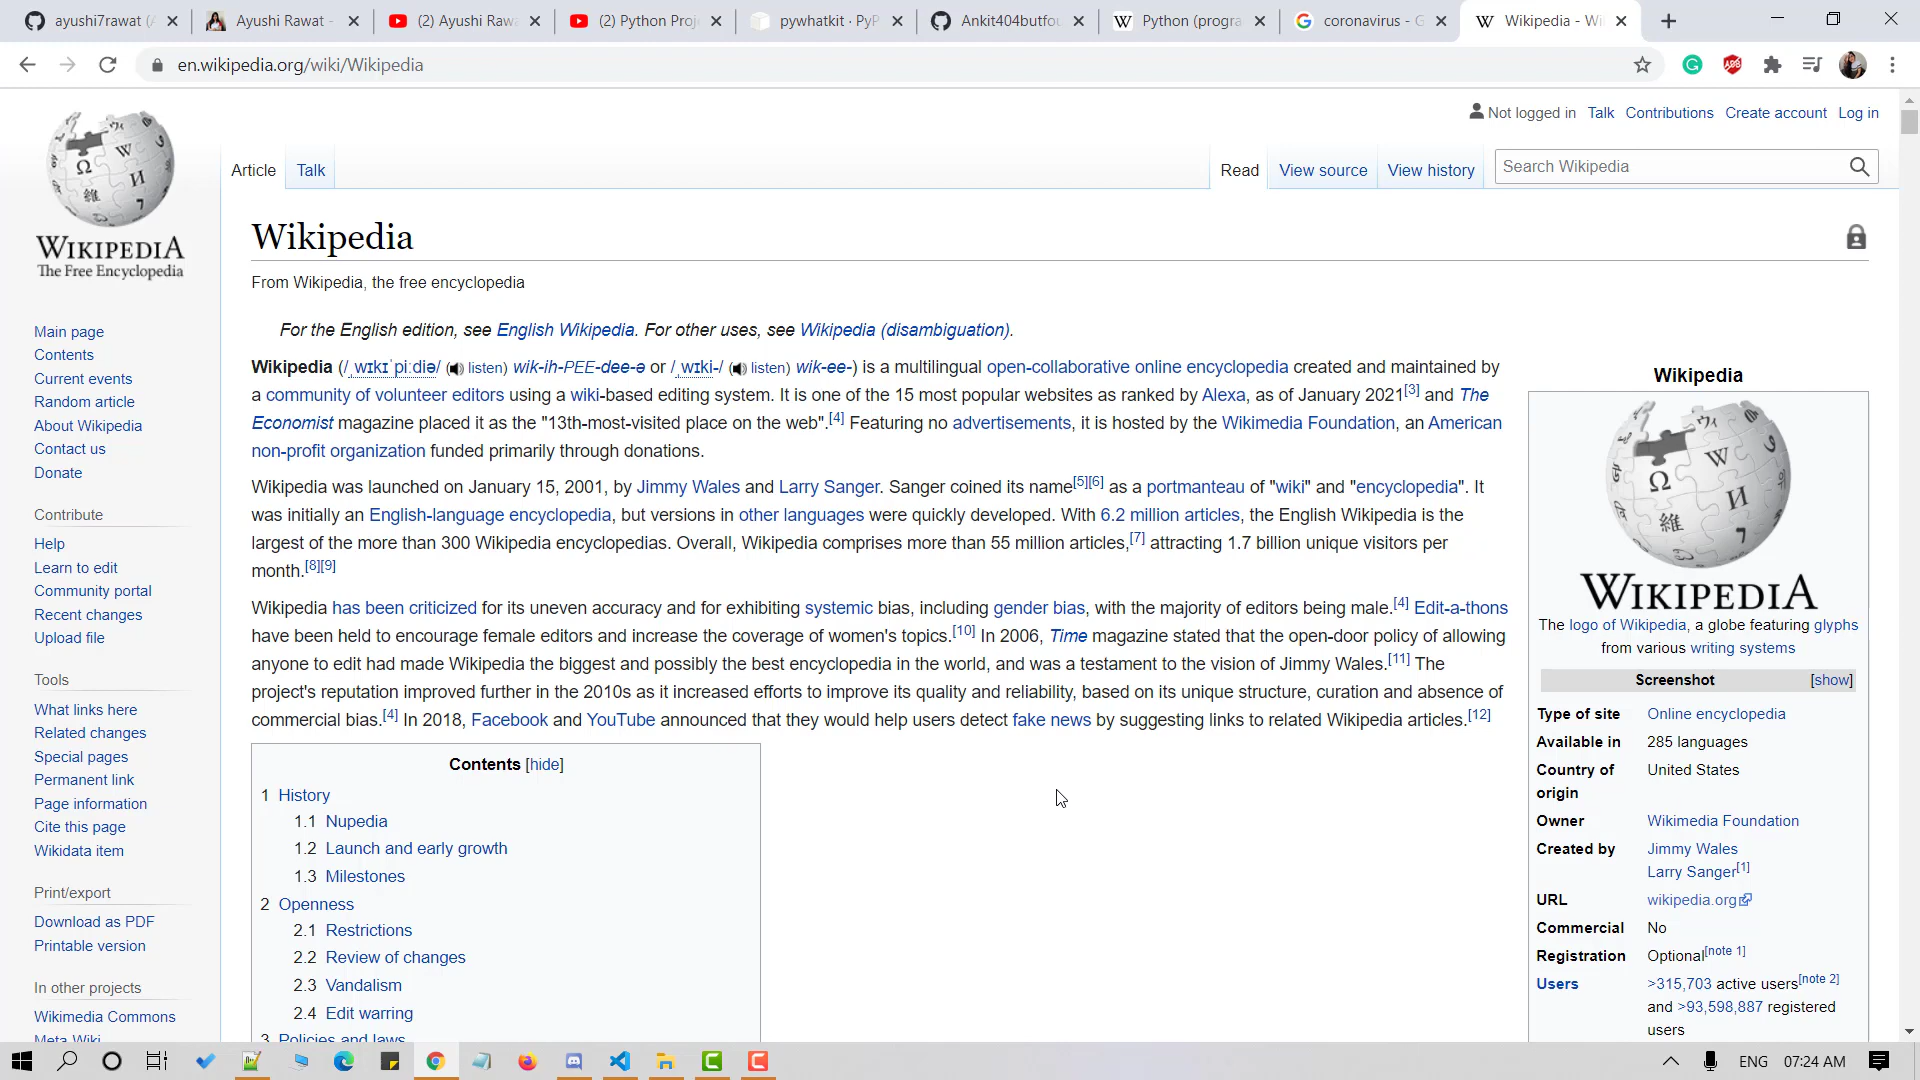 ayushi7rawat (A
Ayushi Rawat -
(2) Ayushi Rawa
(2) Python Proj
pywhatkit · PyP
Ankit404butfou
Python (progra
coronavirus - G
Wikipedia - Wi
en.wikipedia.org/wiki/Wikipedia
Not logged in Talk Contributions Create account Log in
Article Talk Read View source View history Search Wikipedia
WIKIPEDIA
The Free Encyclopedia
Main page
Contents
Current events
Random article
About Wikipedia
Contact us
Donate
Contribute
Help
Learn to edit
Community portal
Recent changes
Upload file
Tools
What links here
Related changes
Special pages
Permanent link
Page information
Cite this page
Wikidata item
Print/export
Download as PDF
Printable version
In other projects
Wikimedia Commons
Meta-Wiki
Wikipedia
From Wikipedia, the free encyclopedia
For the English edition, see English Wikipedia. For other uses, see Wikipedia (disambiguation).
Wikipedia (/ˌwɪkɪˈpiːdiə/ (listen) wik-ih-PEE-dee-ə or /ˌwɪki-/ (listen) wik-ee-) is a multilingual open-collaborative online encyclopedia created and maintained by
a community of volunteer editors using a wiki-based editing system. It is one of the 15 most popular websites as ranked by Alexa, as of January 2021[3] and The
Economist magazine placed it as the "13th-most-visited place on the web".[4] Featuring no advertisements, it is hosted by the Wikimedia Foundation, an American
non-profit organization funded primarily through donations.
Wikipedia was launched on January 15, 2001, by Jimmy Wales and Larry Sanger. Sanger coined its name[5][6] as a portmanteau of "wiki" and "encyclopedia". It
was initially an English-language encyclopedia, but versions in other languages were quickly developed. With 6.2 million articles, the English Wikipedia is the
largest of the more than 300 Wikipedia encyclopedias. Overall, Wikipedia comprises more than 55 million articles,[7] attracting 1.7 billion unique visitors per
month.[8][9]
Wikipedia has been criticized for its uneven accuracy and for exhibiting systemic bias, including gender bias, with the majority of editors being male.[4] Edit-a-thons
have been held to encourage female editors and increase the coverage of women's topics.[10] In 2006, Time magazine stated that the open-door policy of allowing
anyone to edit had made Wikipedia the biggest and possibly the best encyclopedia in the world, and was a testament to the vision of Jimmy Wales.[11] The
project's reputation improved further in the 2010s as it increased efforts to improve its quality and reliability, based on its unique structure, curation and absence of
commercial bias.[4] In 2018, Facebook and YouTube announced that they would help users detect fake news by suggesting links to related Wikipedia articles.[12]
Contents [hide]
1 History
1.1 Nupedia
1.2 Launch and early growth
1.3 Milestones
2 Openness
2.1 Restrictions
2.2 Review of changes
2.3 Vandalism
2.4 Edit warring
3 Policies and laws
Wikipedia
WIKIPEDIA
The logo of Wikipedia, a globe featuring glyphs
from various writing systems
Screenshot [show]
Type of site Online encyclopedia
Available in 285 languages
Country of United States
origin
Owner Wikimedia Foundation
Created by Jimmy Wales
Larry Sanger[1]
URL wikipedia.org
Commercial No
Registration Optional[note 1]
Users >315,703 active users[note 2]
and >93,598,887 registered
users
ENG 07:24 AM